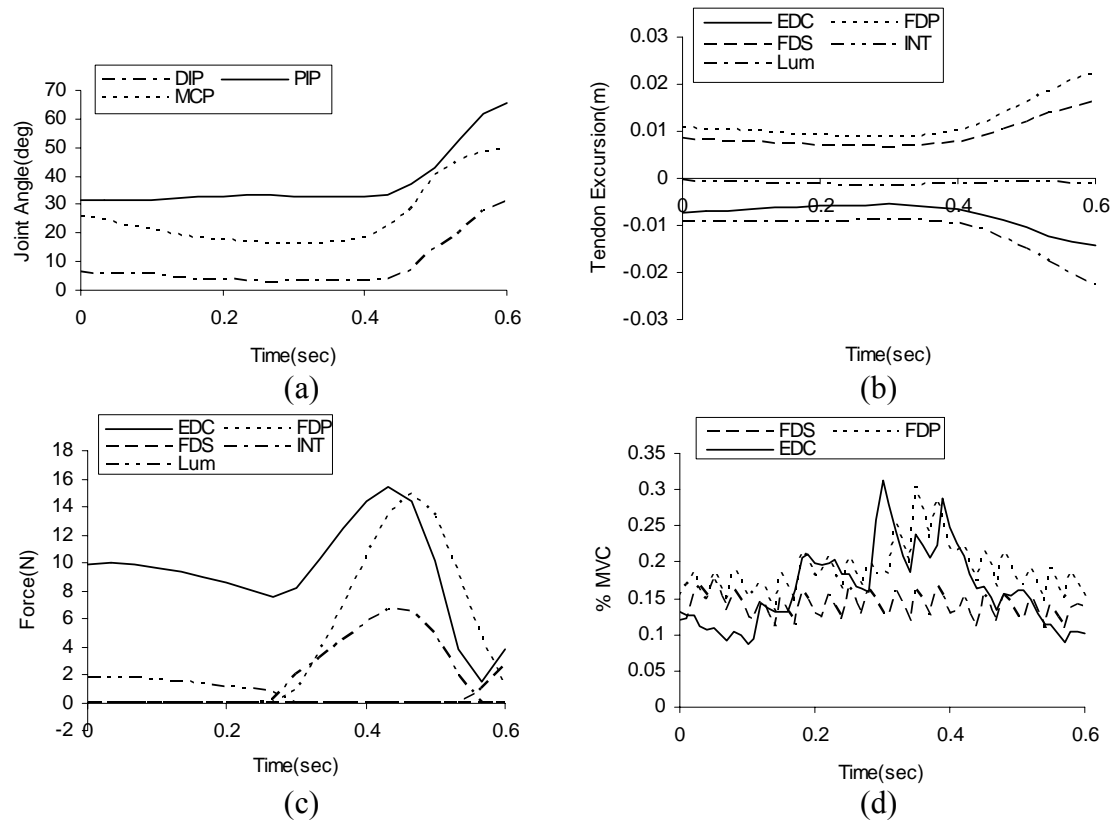 DIP PIP
MCP
70
60
50
40
30
20
10
0
Joint Angle(deg)
0 0.2 0.4 0.6
Time(sec)
(a)
EDC FDP
FDS INT
Lum
0.03
0.02
0.01
0
-0.01
-0.02
-0.03
Tendon Excursion(m)
0 0.2 0.4 0.6
Time(sec)
(b)
EDC FDP
FDS INT
Lum
18
16
14
12
10
8
6
4
2
0
-2
Force(N)
0 0.2 0.4 0.6
Time(sec)
(c)
FDS FDP
EDC
0.4
0.35
0.3
0.25
0.2
0.15
0.1
0.05
0
% MVC
0 0.2 0.4 0.6
Time(sec)
(d)